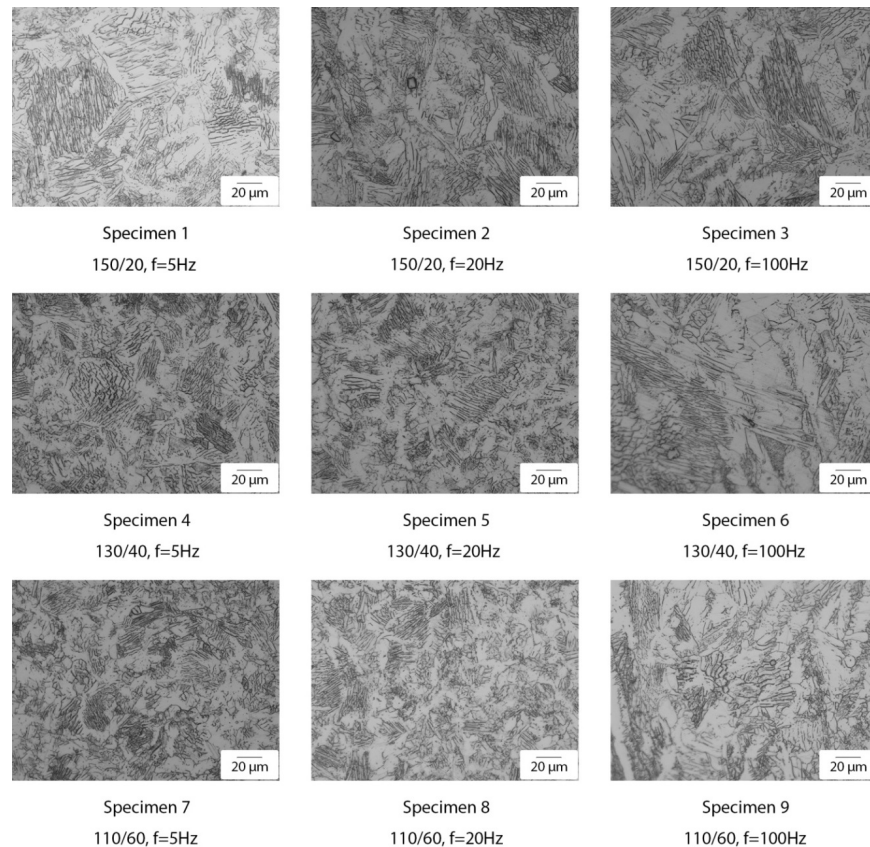 20 µm
20 µm
20 µm
Specimen 1
Specimen 2
Specimen 3
150/20, f=5Hz
150/20, f=20Hz
150/20, f=100Hz
20 µm
20 µm
20 µm
Specimen 4
Specimen 5
Specimen 6
130/40, f=5Hz
130/40, f=20Hz
130/40, f=100Hz
20 µm
20 µm
20 µm
Specimen 7
Specimen 8
Specimen 9
110/60, f=5Hz
110/60, f=20Hz
110/60, f=100Hz